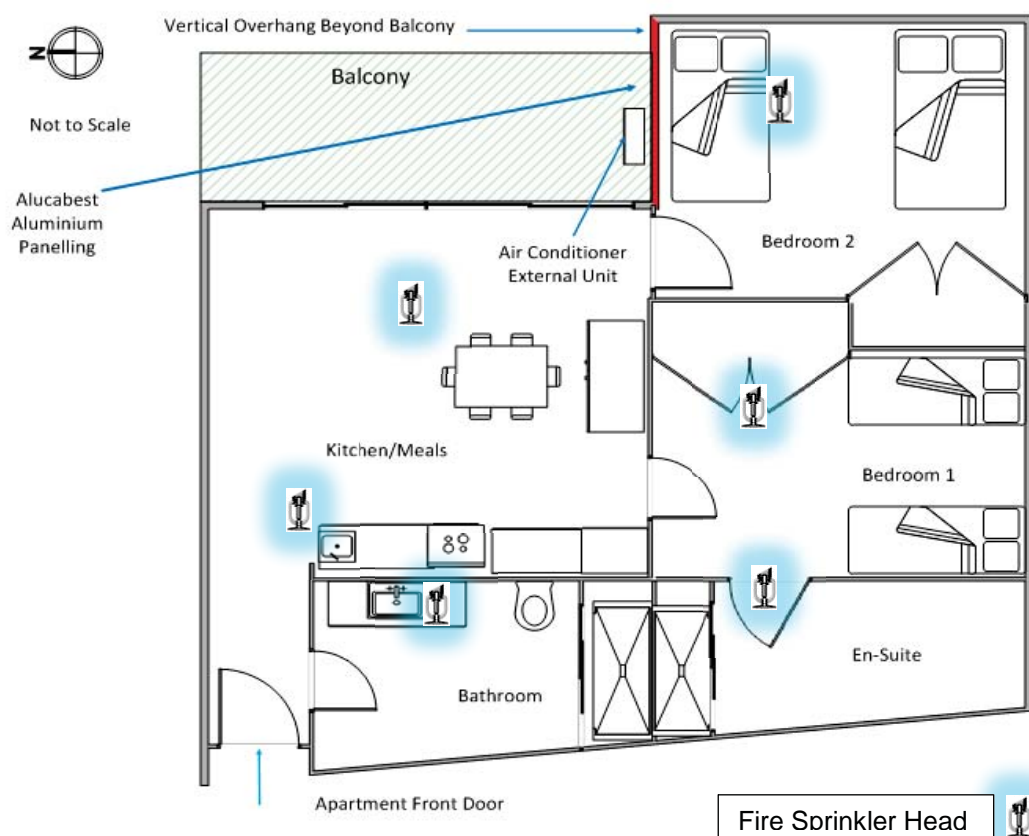 Vertical Overhang Beyond Balcony
N
Balcony
Not to Scale
Alucabest
Aluminium
Panelling
Air Conditioner
External Unit
Bedroom 2
Kitchen/Meals
Bedroom 1
En-Suite
Bathroom
Apartment Front Door
Fire Sprinkler Head